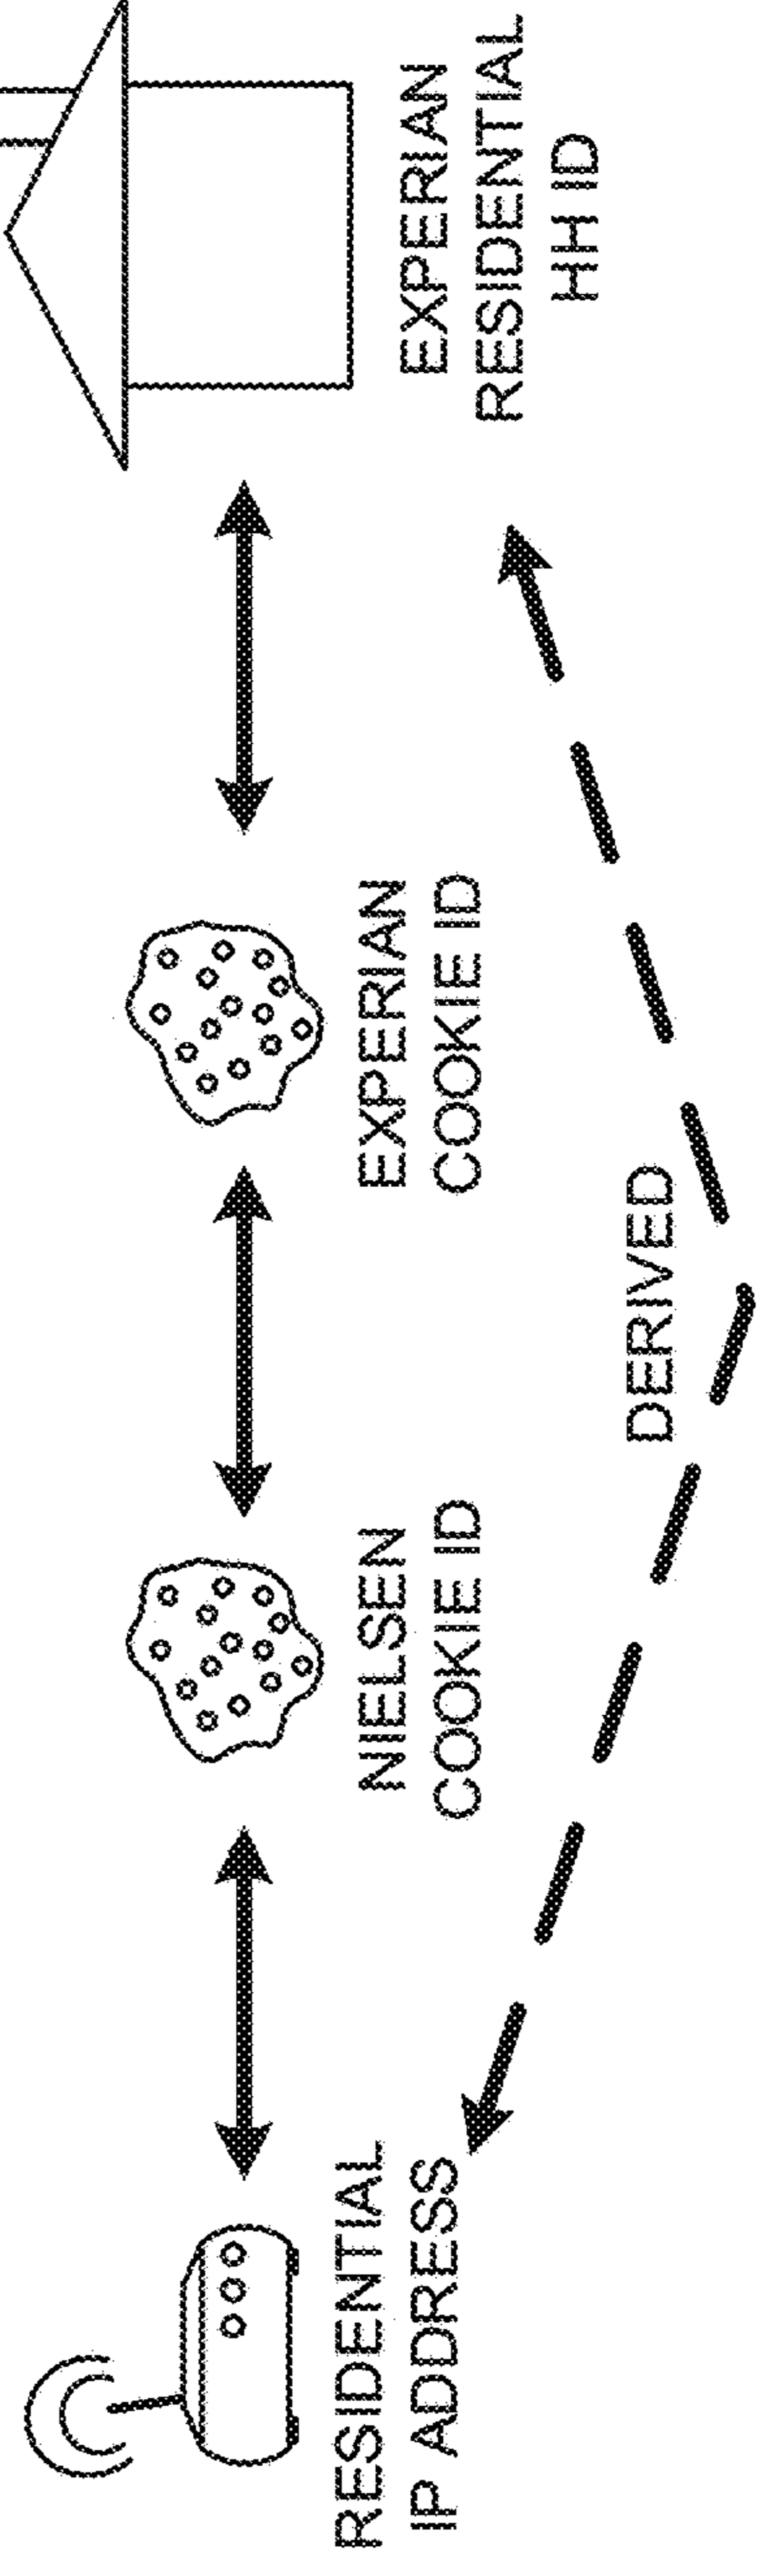 RESIDENTIAL
IP ADDRESS
NIELSEN
COOKIE ID
EXPERIAN
COOKIE ID
EXPERIAN
RESIDENTIAL
HH ID
DERIVED